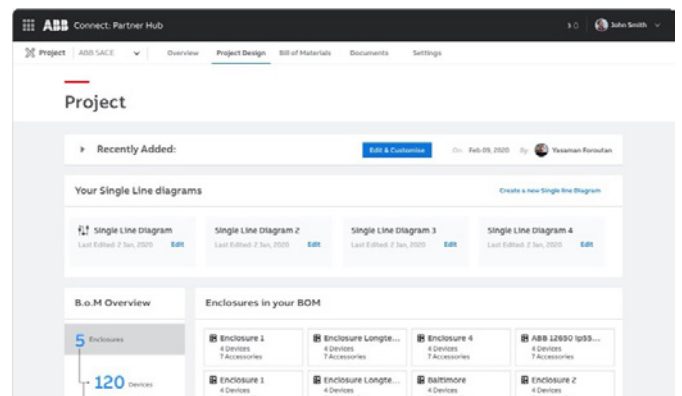 ABB Connect: Partner Hub
John Smith
Project ABB SACE Overview Project Design Bill of Materials Documents Settings
Project
Recently Added: Edit & Customise On Feb 09, 2020 By Yasaman Foroutan
Your Single Line diagrams Create a new Single line Diagram
Single Line Diagram Single Line Diagram 2 Single Line Diagram 3 Single Line Diagram 4
Last Edited: 2 Jan, 2020 Edit Last Edited: 2 Jan, 2020 Edit Last Edited: 2 Jan, 2020 Edit Last Edited: 2 Jan, 2020 Edit
B.o.M Overview Enclosures in your BOM
5 Enclosures
Enclosure 1 Enclosure Longte... Enclosure 4 ABB 12650 Ip55...
4 Devices 4 Devices 4 Devices 4 Devices
7 Accessories 7 Accessories 7 Accessories 7 Accessories
120 Devices
Enclosure 1 Enclosure Longte... Baltimore Enclosure 2
4 Devices 4 Devices 4 Devices 4 Devices